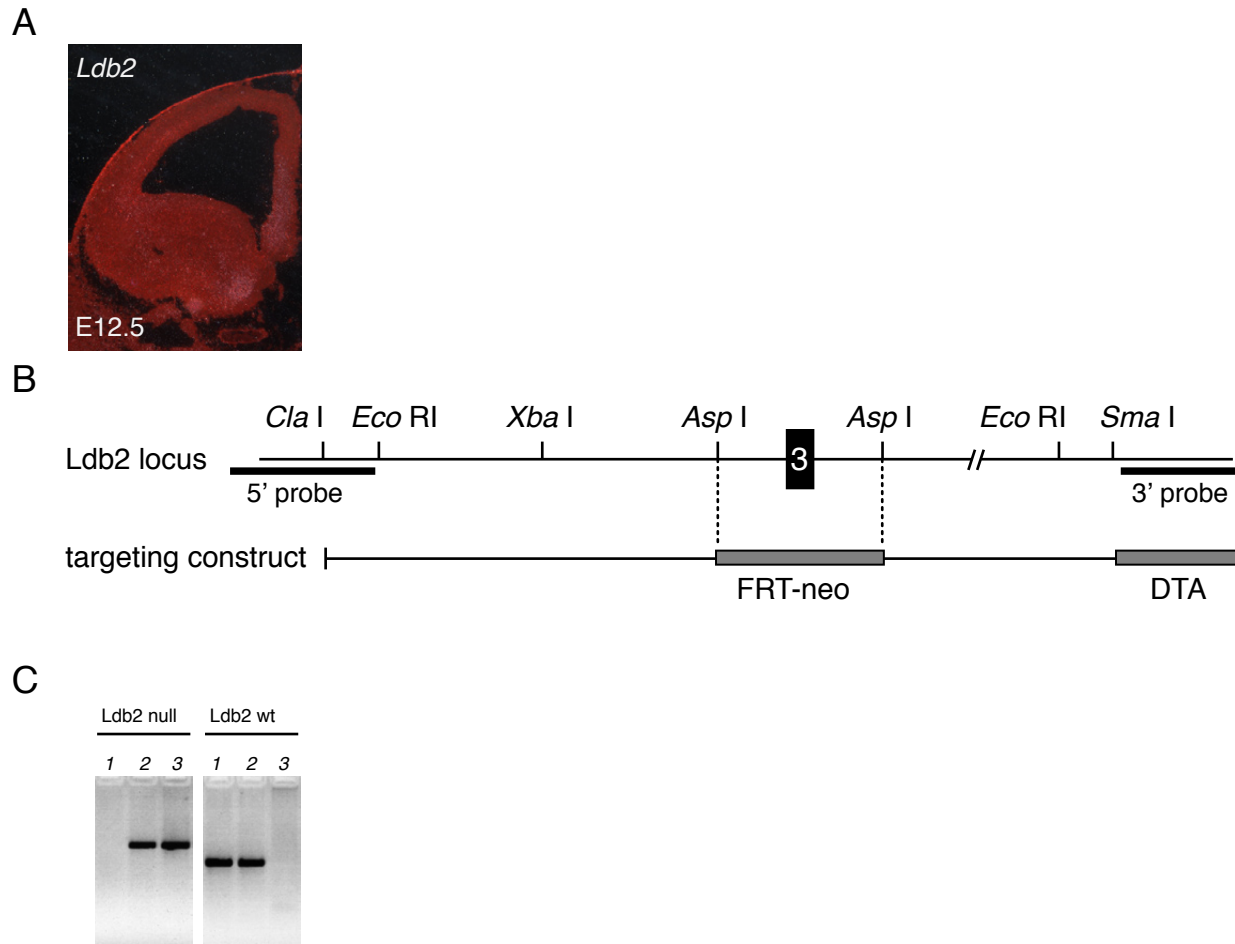 A
Ldb2
E12.5
B
Cla I Eco RI Xba I Asp I Asp I Eco RI Sma I
Ldb2 locus 3
5’ probe 3’ probe
targeting construct
FRT-neo DTA
C
Ldb2 null Ldb2 wt
1 2 3 1 2 3